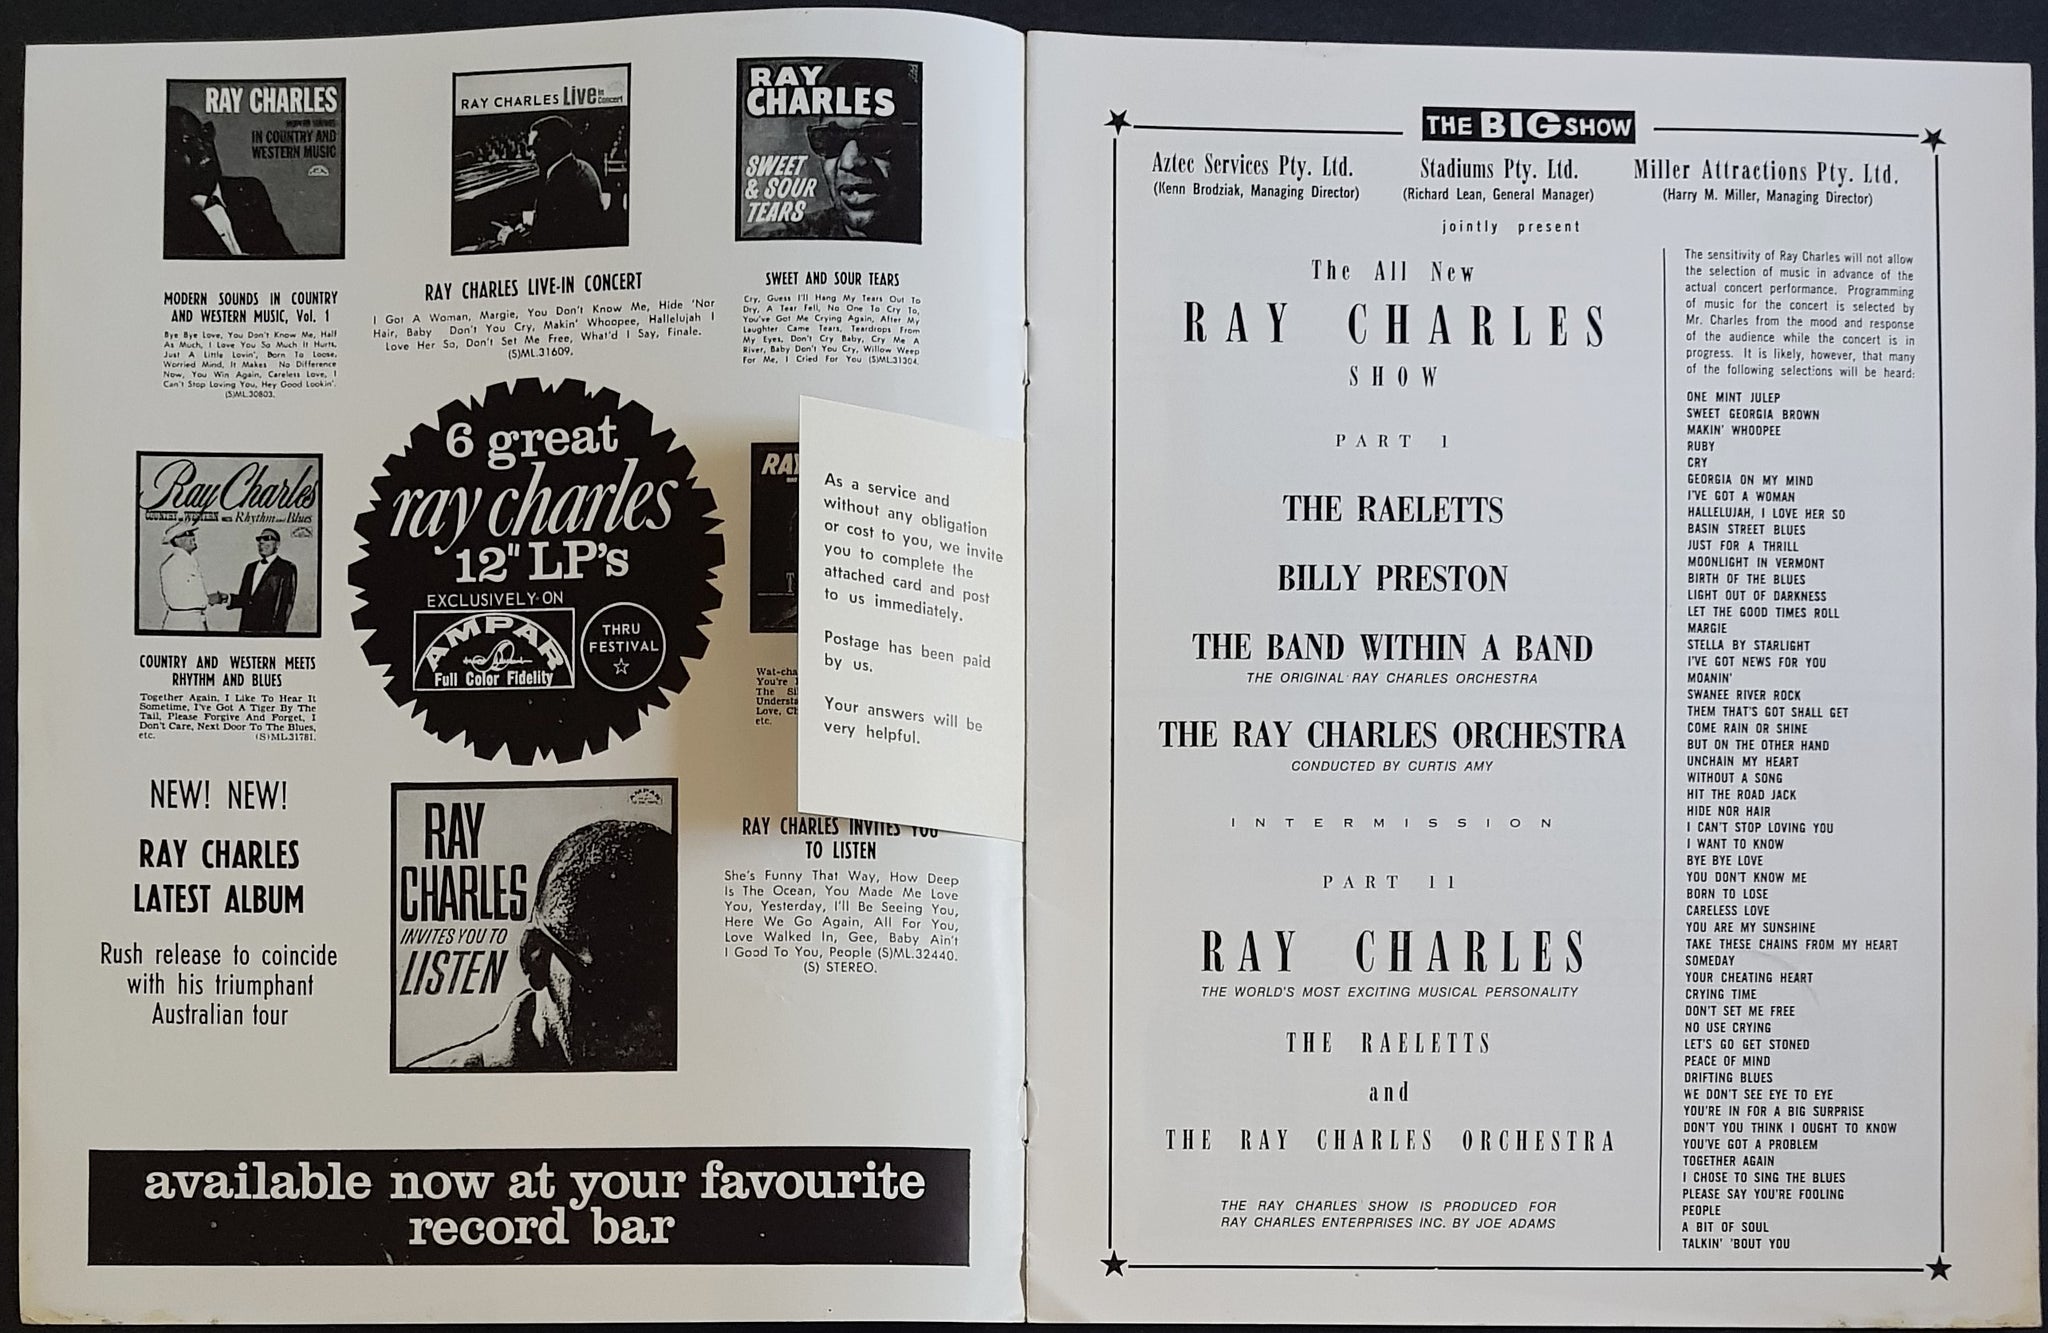 RAY CHARLES
MODERN SOUNDS
IN COUNTRY AND
WESTERN MUSIC
MODERN SOUNDS IN COUNTRY
AND WESTERN MUSIC, Vol. 1
Bye Bye Love, You Don't Know Me, Half
As Much, I Love You So Much It Hurts,
Just A Little Lovin', Born To Loose,
Worried Mind, It Makes No Difference
Now, You Win Again, Careless Love, I
Can't Stop Loving You, Hey Good Lookin'.
(S)ML.30803.
RAY CHARLES Live in Concert
RAY CHARLES LIVE-IN CONCERT
I Got A Woman, Margie, You Don't Know Me, Hide 'Nor
Hair, Baby Don't You Cry, Makin' Whoopee, Hallelujah I
Love Her So, Don't Set Me Free, What'd I Say, Finale.
(S)ML.31609.
RAY
CHARLES
SWEET
& SOUR
TEARS
SWEET AND SOUR TEARS
Cry, Guess I'll Hang My Tears Out To
Dry, A Tear Fell, No One To Cry To,
You've Got Me Crying Again, After My
Laughter Came Tears, Teardrops From
My Eyes, Don't Cry Baby, Cry Me A
River, Baby Don't You Cry, Willow Weep
For Me, I Cried For You (S)ML.31304.
Ray Charles
COUNTRY AND WESTERN MEETS Rhythm and Blues
COUNTRY AND WESTERN MEETS
RHYTHM AND BLUES
Together Again, I Like To Hear It
Sometime, I've Got A Tiger By The
Tail, Please Forgive And Forget, I
Don't Care, Next Door To The Blues,
etc. (S)ML.31781.
6 great
ray charles
12" LP's
EXCLUSIVELY ON
AMPAR
Full Color Fidelity
THRU
FESTIVAL
RAY
Wat-cha
You're
The Si
Underst
Love, Ch
etc.
As a service and
without any obligation
or cost to you, we invite
you to complete the
attached card and post
to us immediately.
Postage has been paid
by us.
Your answers will be
very helpful.
NEW! NEW!
RAY CHARLES
LATEST ALBUM
Rush release to coincide
with his triumphant
Australian tour
AMPAR
RAY
CHARLES
INVITES YOU TO
LISTEN
RAY CHARLES INVITES YOU
TO LISTEN
She's Funny That Way, How Deep
Is The Ocean, You Made Me Love
You, Yesterday, I'll Be Seeing You,
Here We Go Again, All For You,
Love Walked In, Gee, Baby Ain't
I Good To You, People (S)ML.32440.
(S) STEREO.
available now at your favourite
record bar
THE BIG SHOW
Aztec Services Pty. Ltd.
(Kenn Brodziak, Managing Director)
Stadiums Pty. Ltd.
(Richard Lean, General Manager)
Miller Attractions Pty. Ltd.
(Harry M. Miller, Managing Director)
jointly present
The All New
RAY CHARLES
SHOW
PART 1
THE RAELETTS
BILLY PRESTON
THE BAND WITHIN A BAND
THE ORIGINAL RAY CHARLES ORCHESTRA
THE RAY CHARLES ORCHESTRA
CONDUCTED BY CURTIS AMY
INTERMISSION
PART 11
RAY CHARLES
THE WORLD'S MOST EXCITING MUSICAL PERSONALITY
THE RAELETTS
and
THE RAY CHARLES ORCHESTRA
THE RAY CHARLES SHOW IS PRODUCED FOR
RAY CHARLES ENTERPRISES INC. BY JOE ADAMS
The sensitivity of Ray Charles will not allow
the selection of music in advance of the
actual concert performance. Programming
of music for the concert is selected by
Mr. Charles from the mood and response
of the audience while the concert is in
progress. It is likely, however, that many
of the following selections will be heard:
ONE MINT JULEP
SWEET GEORGIA BROWN
MAKIN' WHOOPEE
RUBY
CRY
GEORGIA ON MY MIND
I'VE GOT A WOMAN
HALLELUJAH, I LOVE HER SO
BASIN STREET BLUES
JUST FOR A THRILL
MOONLIGHT IN VERMONT
BIRTH OF THE BLUES
LIGHT OUT OF DARKNESS
LET THE GOOD TIMES ROLL
MARGIE
STELLA BY STARLIGHT
I'VE GOT NEWS FOR YOU
MOANIN'
SWANEE RIVER ROCK
THEM THAT'S GOT SHALL GET
COME RAIN OR SHINE
BUT ON THE OTHER HAND
UNCHAIN MY HEART
WITHOUT A SONG
HIT THE ROAD JACK
HIDE NOR HAIR
I CAN'T STOP LOVING YOU
I WANT TO KNOW
BYE BYE LOVE
YOU DON'T KNOW ME
BORN TO LOSE
CARELESS LOVE
YOU ARE MY SUNSHINE
TAKE THESE CHAINS FROM MY HEART
SOMEDAY
YOUR CHEATING HEART
CRYING TIME
DON'T SET ME FREE
NO USE CRYING
LET'S GO GET STONED
PEACE OF MIND
DRIFTING BLUES
WE DON'T SEE EYE TO EYE
YOU'RE IN FOR A BIG SURPRISE
DON'T YOU THINK I OUGHT TO KNOW
YOU'VE GOT A PROBLEM
TOGETHER AGAIN
I CHOSE TO SING THE BLUES
PLEASE SAY YOU'RE FOOLING
PEOPLE
A BIT OF SOUL
TALKIN' 'BOUT YOU